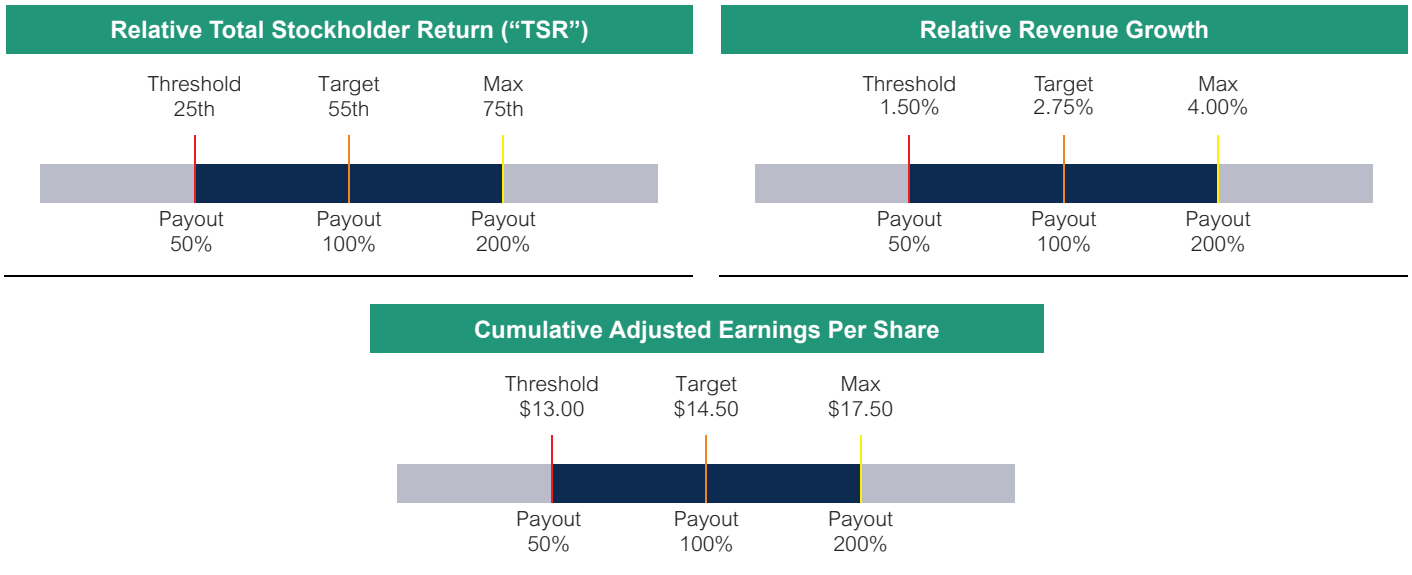 Relative Total Stockholder Return (“TSR”)
Threshold Target Max
25th 55th 75th
Payout Payout Payout
50% 100% 200%
Relative Revenue Growth
Threshold Target Max
1.50% 2.75% 4.00%
Payout Payout Payout
50% 100% 200%
Cumulative Adjusted Earnings Per Share
Threshold Target Max
$13.00 $14.50 $17.50
Payout Payout Payout
50% 100% 200%